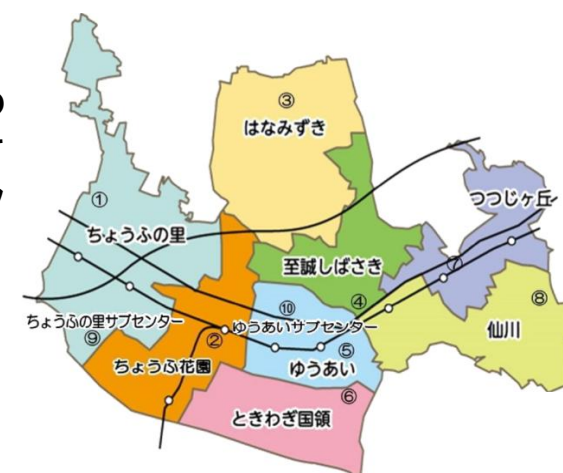 ③
はなみずき
①
ちょうふの里
つつじヶ丘
至誠しばさき
⑦
⑩
④
⑧
ちょうふの里サブセンター
ゆうあいサブセンター
仙川
⑨
②
⑤
ちょうふ花園
ゆうあい
⑥
ときわぎ国領